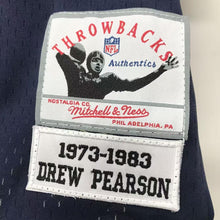 THROWBACKS
NFL
Authentics
NOSTALGIA CO.
Mitchell & Ness
PHILADELPHIA, PA
1973-1983
DREW PEARSON